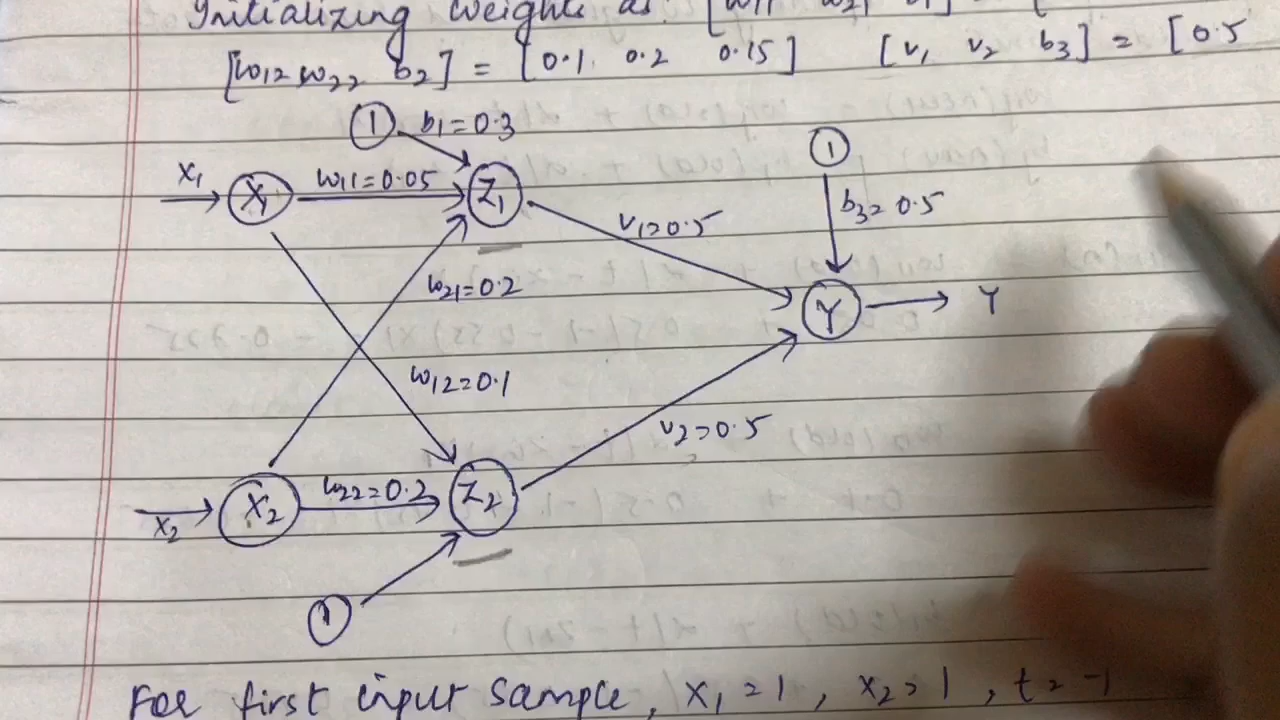 Initializing weights as [w11 w21 b1] = [
[w12 w22 b2] = [0.1 0.2 0.15] [v1 v2 b3] = [0.5
1 b1=0.3
1
x1 X1 w11=0.05 Z1
b3=0.5
v1=0.5
w21=0.2
Y Y
w12=0.1
v2=0.5
w22=0.2
x2 X2 Z2
1
For first input sample, x1=1, x2=1, t=-1